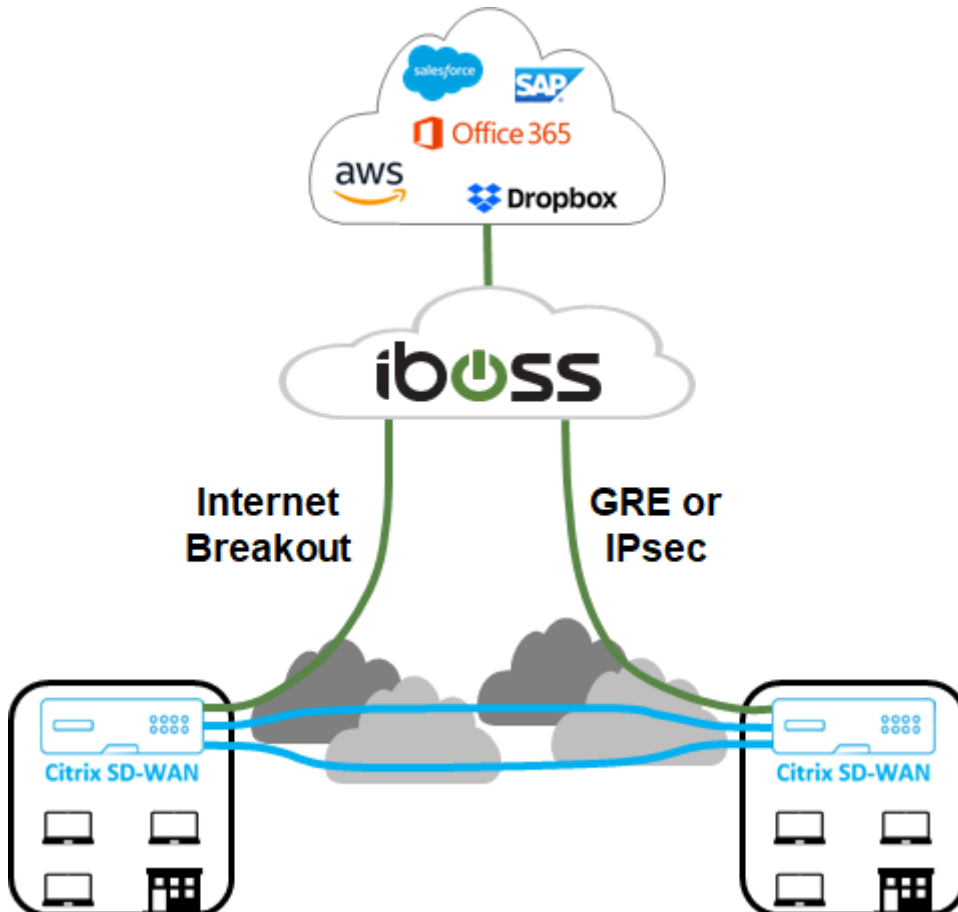 salesforce
SAP
Office 365
aws
Dropbox
iboss
Internet
Breakout
GRE or
IPsec
Citrix SD-WAN
Citrix SD-WAN